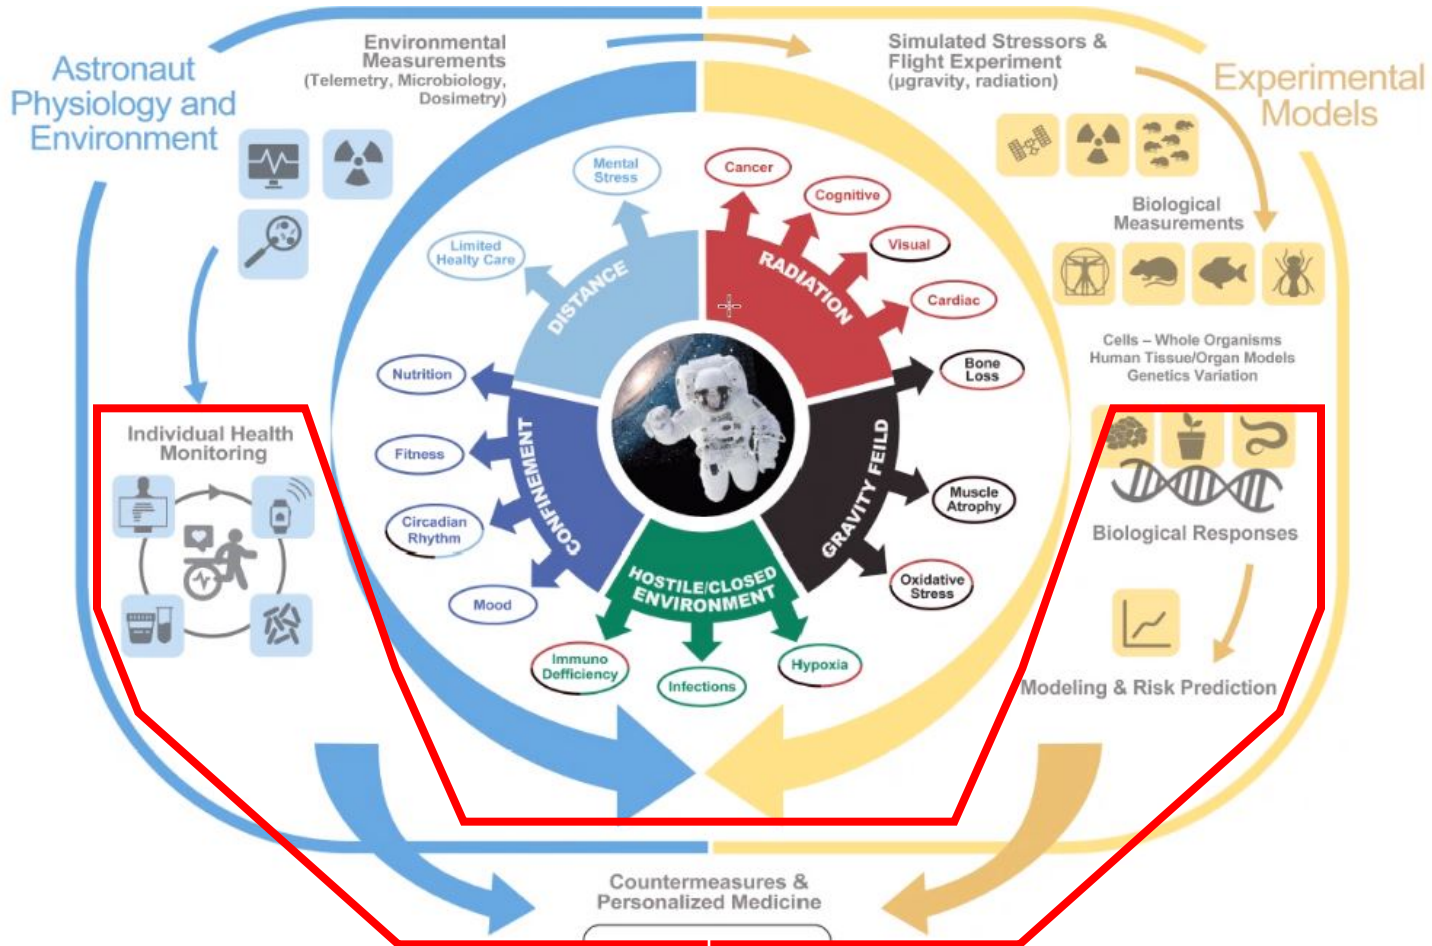 Astronaut
Physiology and
Environment
Environmental
Measurements
(Telemetry, Microbiology,
Dosimetry)
Simulated Stressors &
Flight Experiment
(µgravity, radiation)
Experimental
Models
Biological
Measurements
Cells – Whole Organisms
Human Tissue/Organ Models
Genetics Variation
Biological Responses
Modeling & Risk Prediction
Individual Health
Monitoring
Mental
Stress
Limited
Healty Care
DISTANCE
Cancer
Cognitive
Visual
Cardiac
RADIATION
Bone
Loss
Muscle
Atrophy
Oxidative
Stress
GRAVITY FEILD
Nutrition
Fitness
Circadian
Rhythm
Mood
CONFINEMENT
HOSTILE/CLOSED
ENVIRONMENT
Immuno
Defficiency
Infections
Hypoxia
Countermeasures &
Personalized Medicine